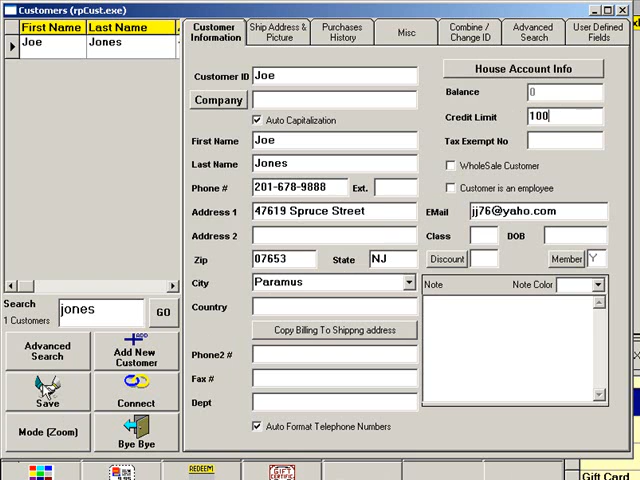 Customers (rpCust.exe)
First Name Last Name
Joe Jones
Search
1 Customers
jones
GO
Advanced Search
Add New Customer
Save
Connect
Mode (Zoom)
Bye Bye
Customer Information
Ship Address & Picture
Purchases History
Misc
Combine / Change ID
Advanced Search
User Defined Fields
Customer ID Joe
Company
Auto Capitalization
First Name Joe
Last Name Jones
Phone # 201-678-9888 Ext.
Address 1 47619 Spruce Street
Address 2
Zip 07653 State NJ
City Paramus
Country
Copy Billing To Shippng address
Phone2 #
Fax #
Dept
Auto Format Telephone Numbers
House Account Info
Balance 0
Credit Limit 100
Tax Exempt No
WholeSale Customer
Customer is an employee
EMail jj76@yaho.com
Class DOB
Discount Member Y
Note Note Color
REDEEM
GIFT
Gift Card